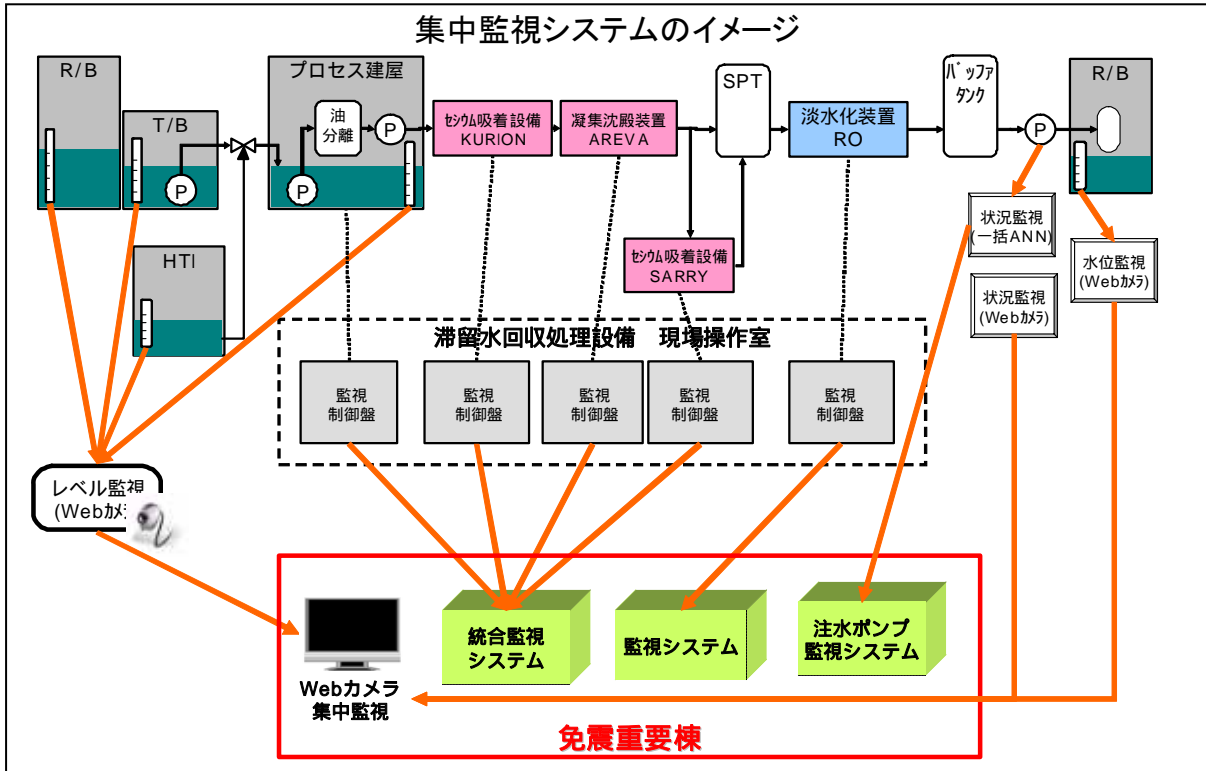 集中監視システムのイメージ
R/B
T/B
P
HTI
プロセス建屋
油
分離
P
P
セシウム吸着設備
KURION
凝集沈殿装置
AREVA
セシウム吸着設備
SARRY
SPT
淡水化装置
RO
バッファ
タンク
P
R/B
状況監視
(一括ANN)
状況監視
(Webカメラ)
水位監視
(Webカメラ)
滞留水回収処理設備 現場操作室
監視
制御盤
監視
制御盤
監視
制御盤
監視
制御盤
監視
制御盤
レベル監視
(Webカメ
Webカメラ
集中監視
統合監視
システム
監視システム
注水ポンプ
監視システム
免震重要棟